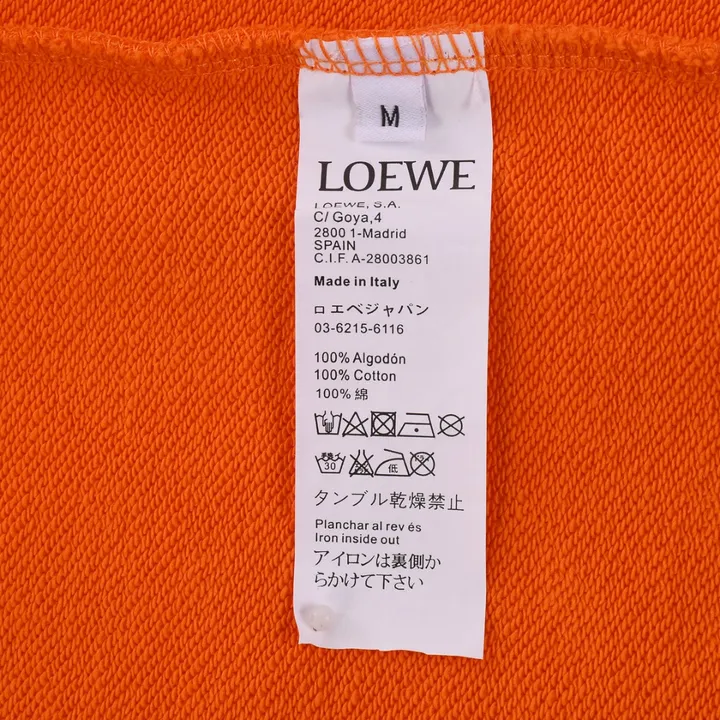 M
LOEWE
LOEWE, S.A.
C/ Goya,4
2800 1-Madrid
SPAIN
C.I.F. A-28003861
Made in Italy
ロエベジャパン
03-6215-6116
100% Algodón
100% Cotton
100% 綿
30
低
タンブル乾燥禁止
Planchar al rev és
Iron inside out
アイロンは裏側か
らかけて下さい